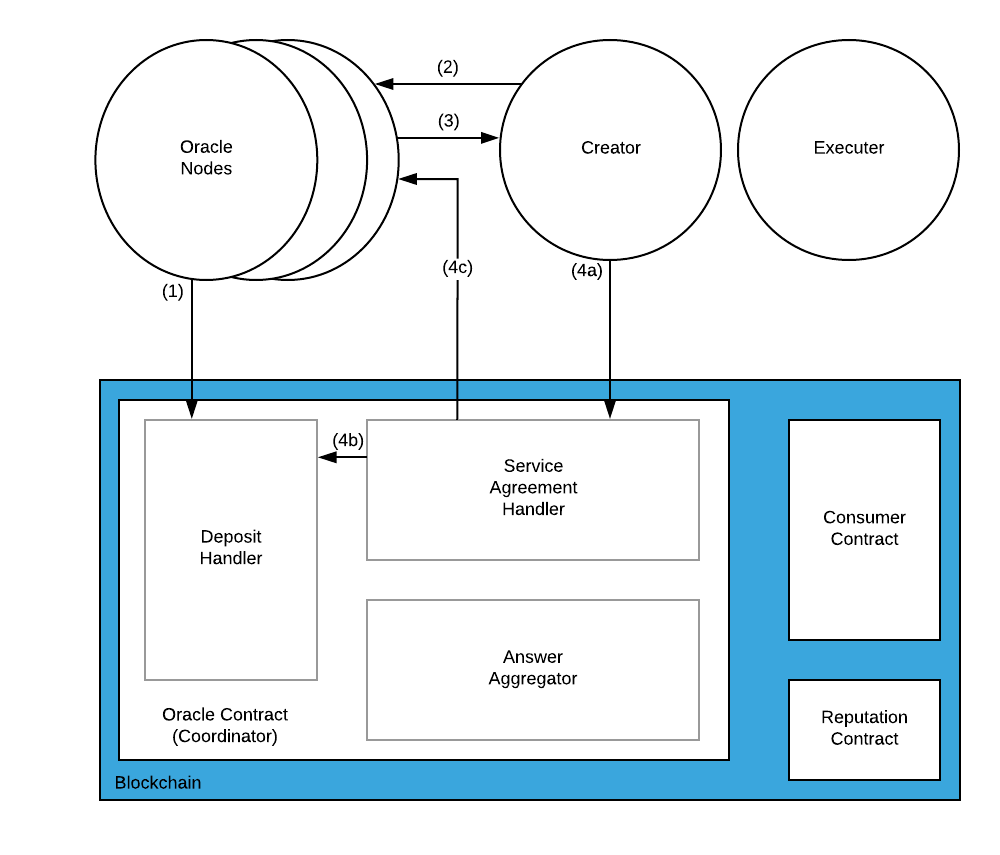 (2)
(3)
Oracle
Nodes
Creator
Executer
(4c)
(4a)
(1)
(4b)
Service
Agreement
Handler
Deposit
Handler
Consumer
Contract
Answer
Aggregator
Oracle Contract
(Coordinator)
Reputation
Contract
Blockchain